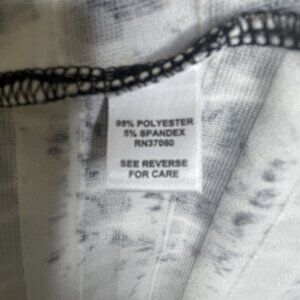 95% POLYESTER
5% SPANDEX
RN37080
SEE REVERSE
FOR CARE